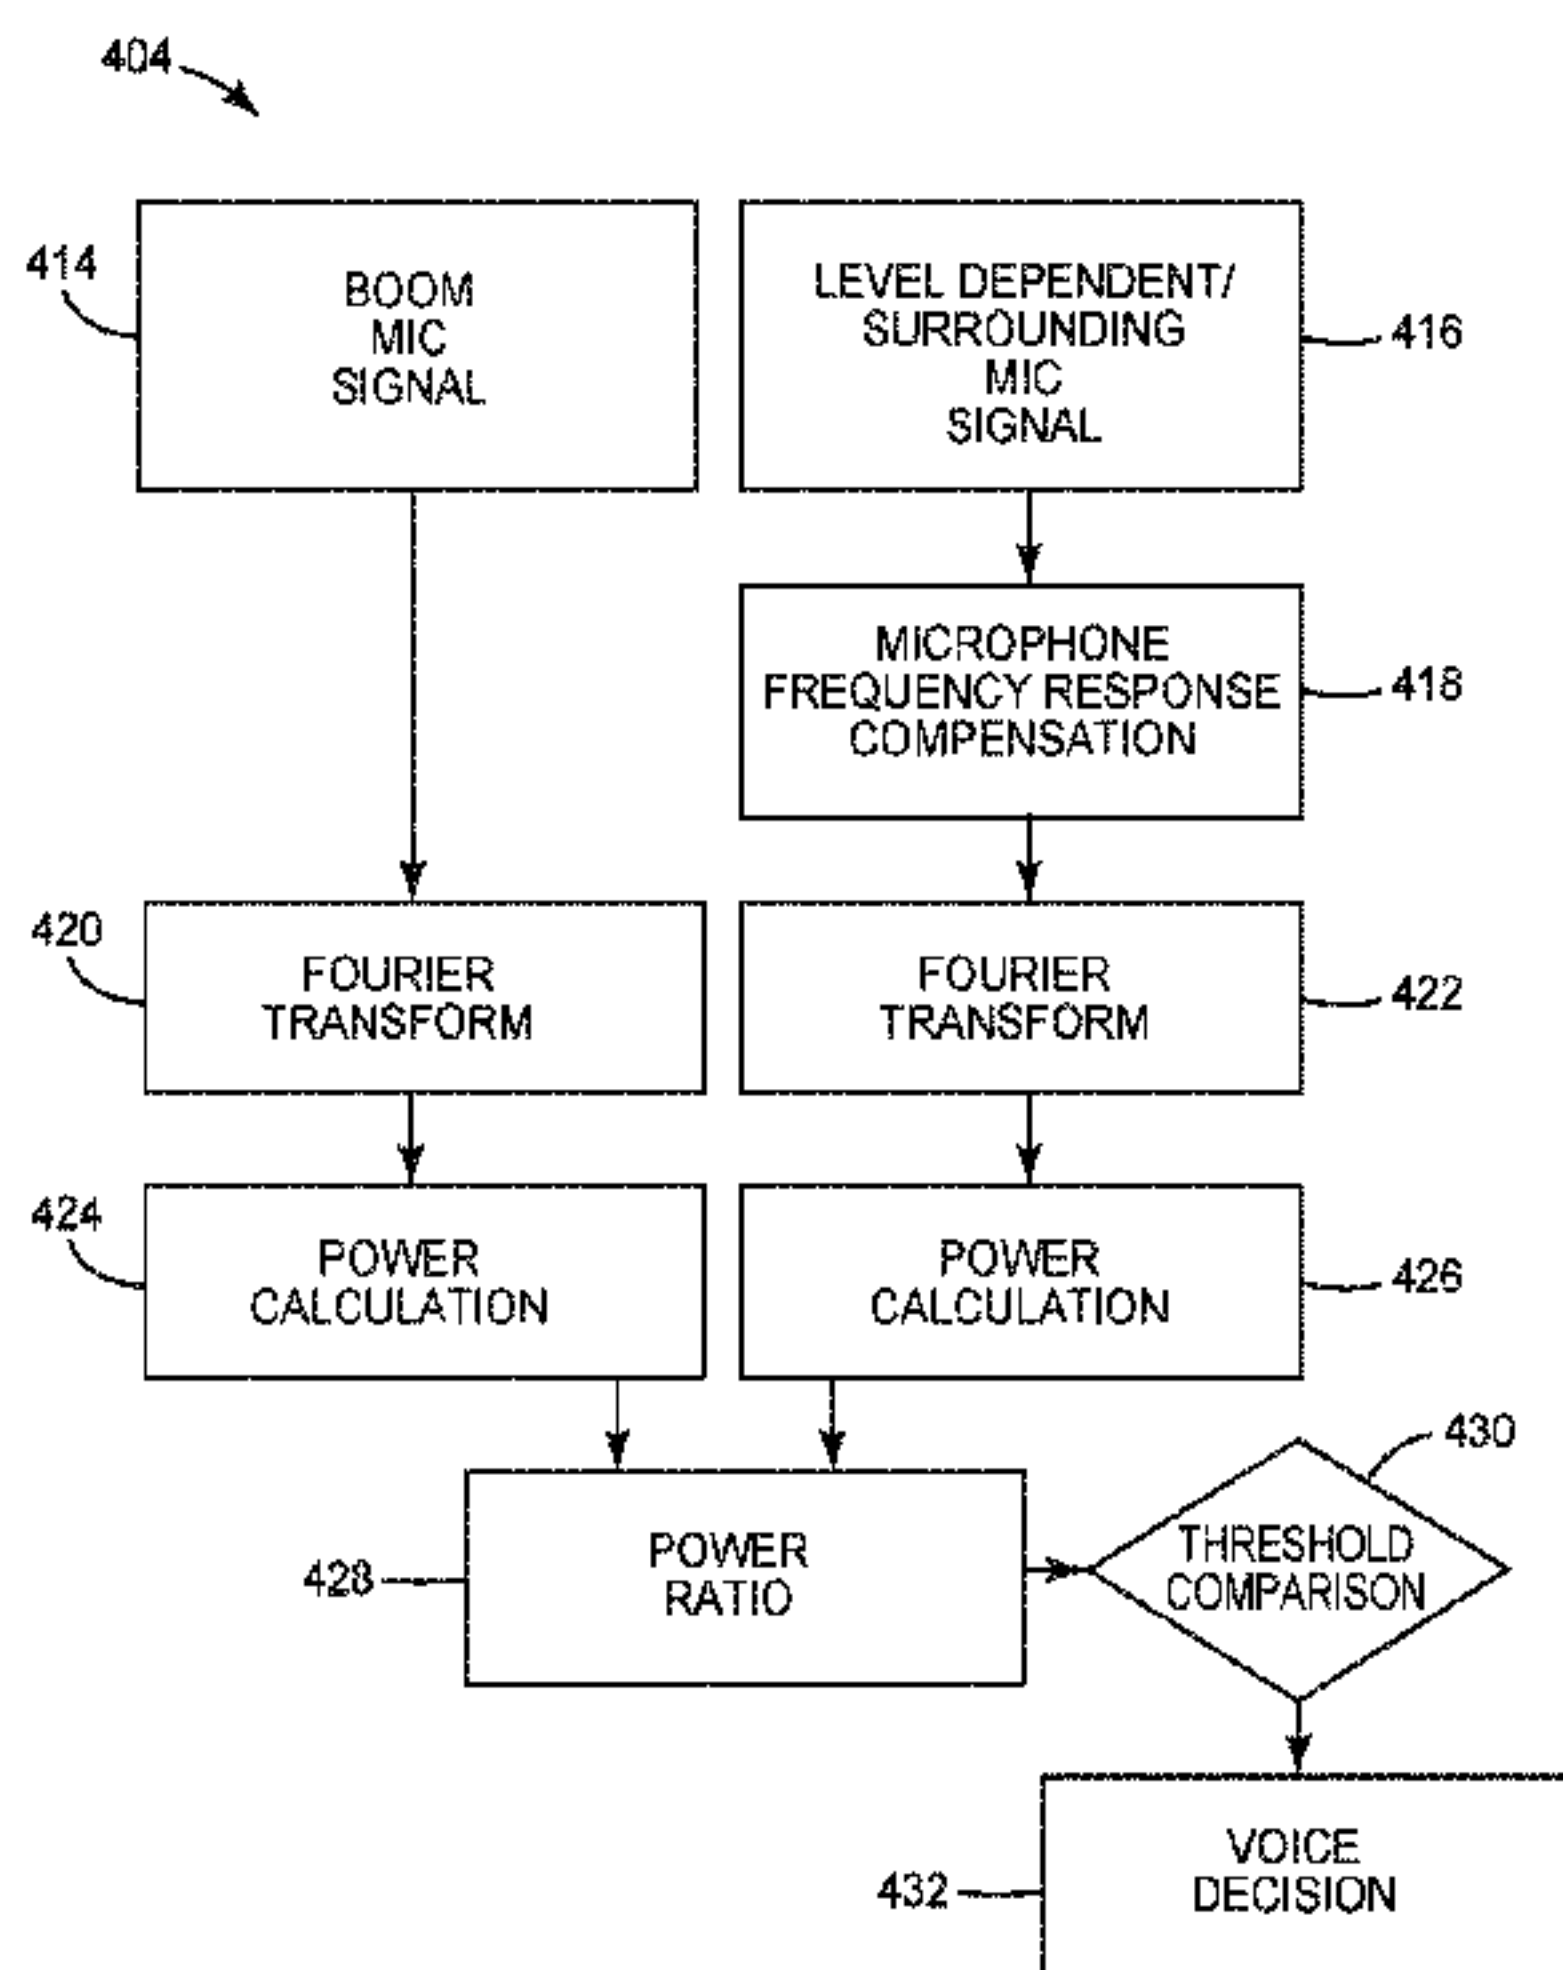 404
414
BOOM
MIC
SIGNAL
LEVEL DEPENDENT/
SURROUNDING
MIC
SIGNAL
416
MICROPHONE
FREQUENCY RESPONSE
COMPENSATION
418
420
FOURIER
TRANSFORM
FOURIER
TRANSFORM
422
424
POWER
CALCULATION
POWER
CALCULATION
426
428
POWER
RATIO
430
THRESHOLD
COMPARISON
432
VOICE
DECISION